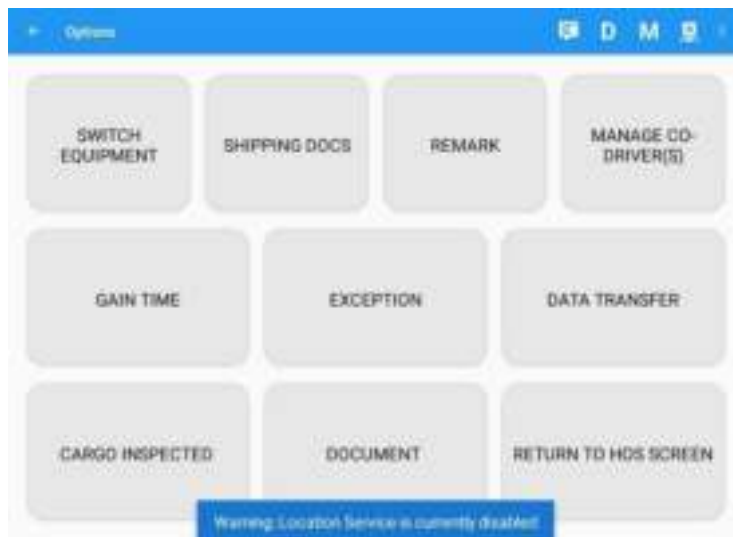 Options
D M
SWITCH
EQUIPMENT
SHIPPING DOCS
REMARK
MANAGE CO-
DRIVER(S)
GAIN TIME
EXCEPTION
DATA TRANSFER
CARGO INSPECTED
DOCUMENT
RETURN TO HOS SCREEN
Warning: Location Service is currently disabled